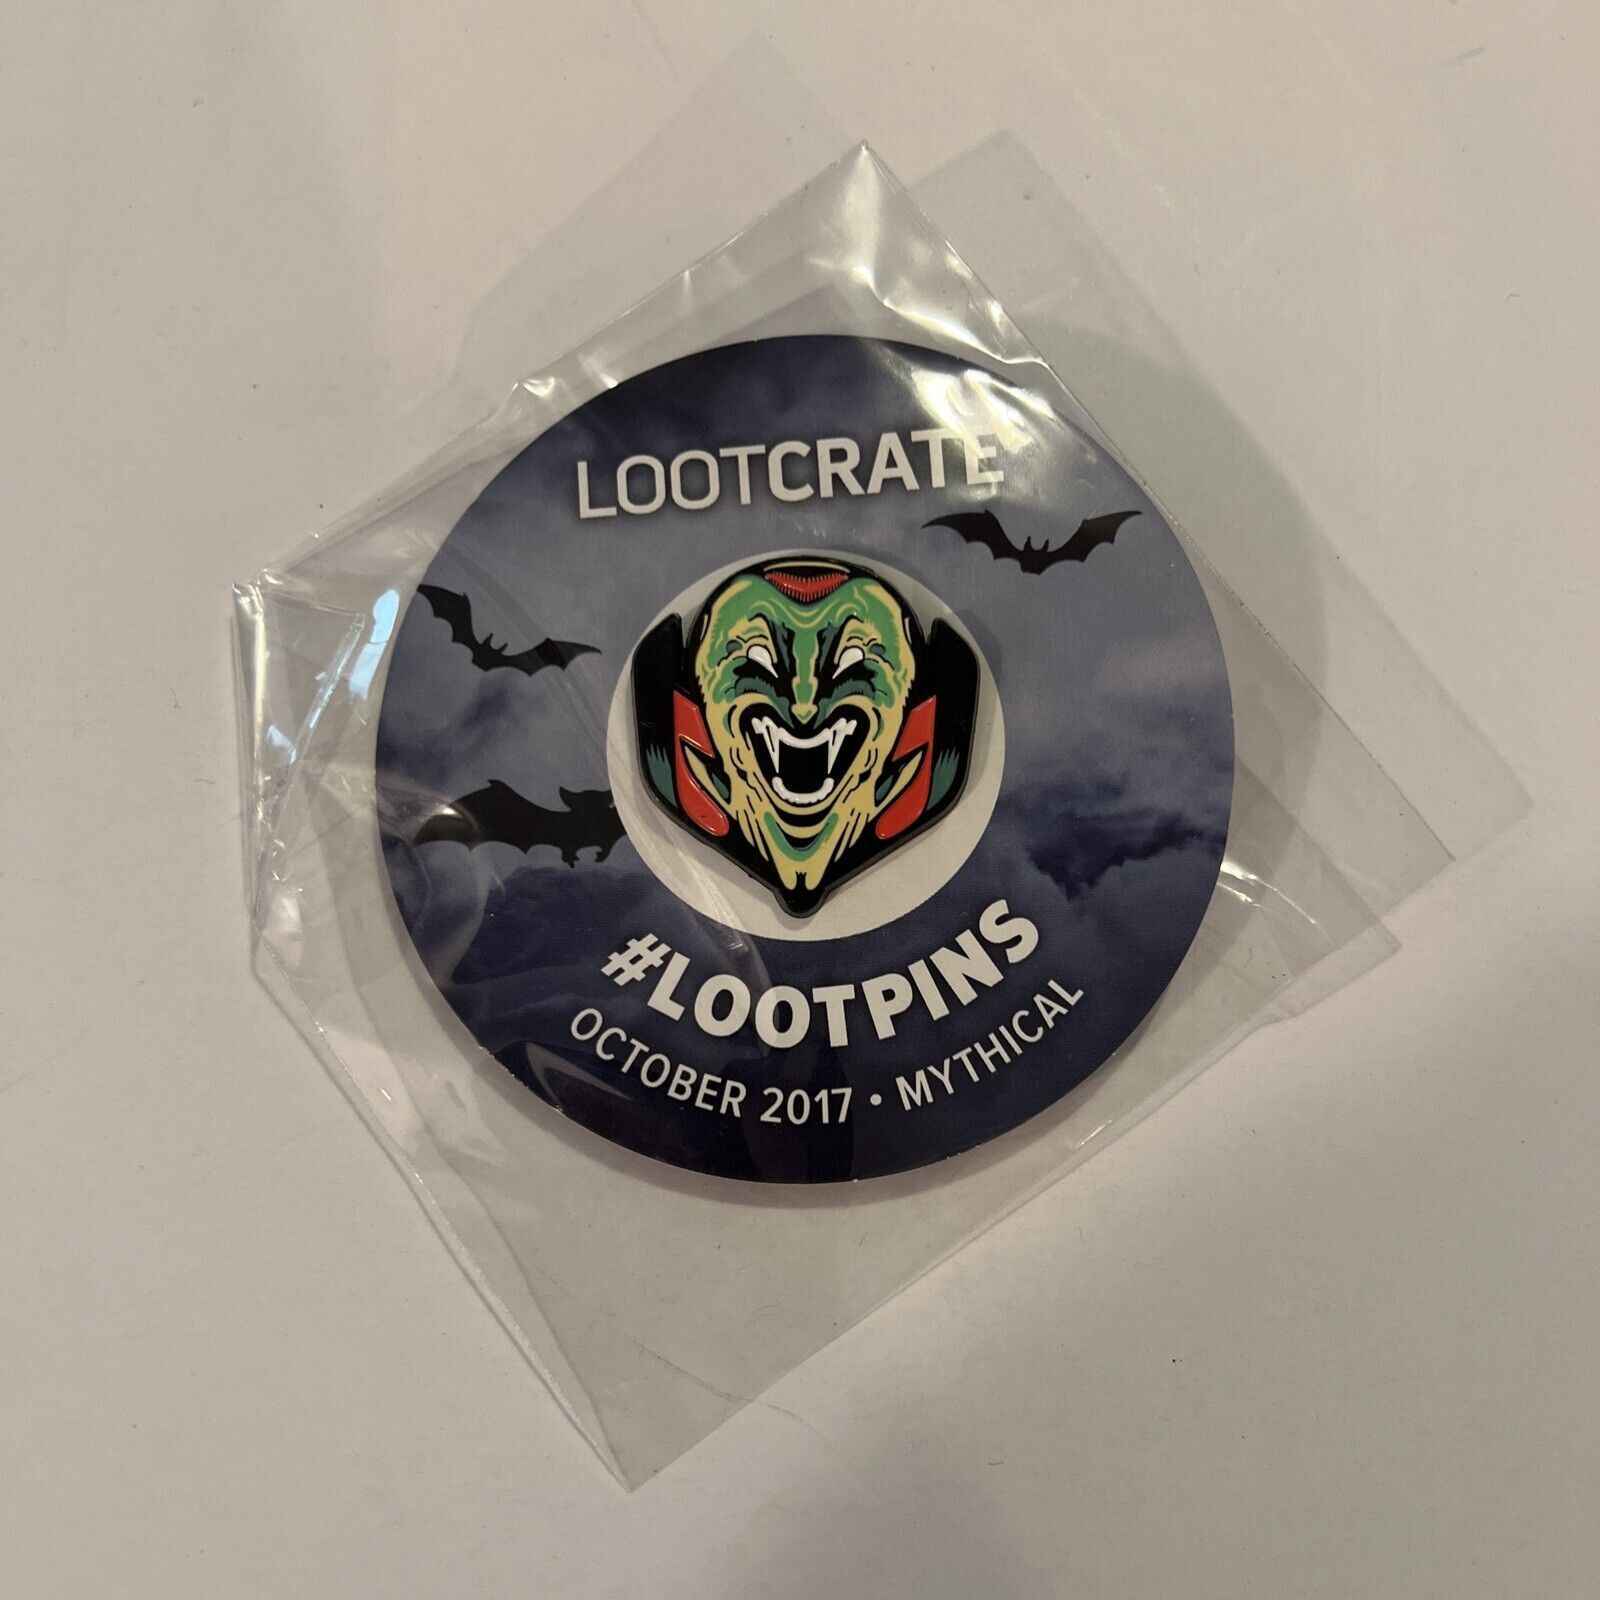 LOOTCRATE
#LOOTPINS
OCTOBER 2017 • MYTHICAL